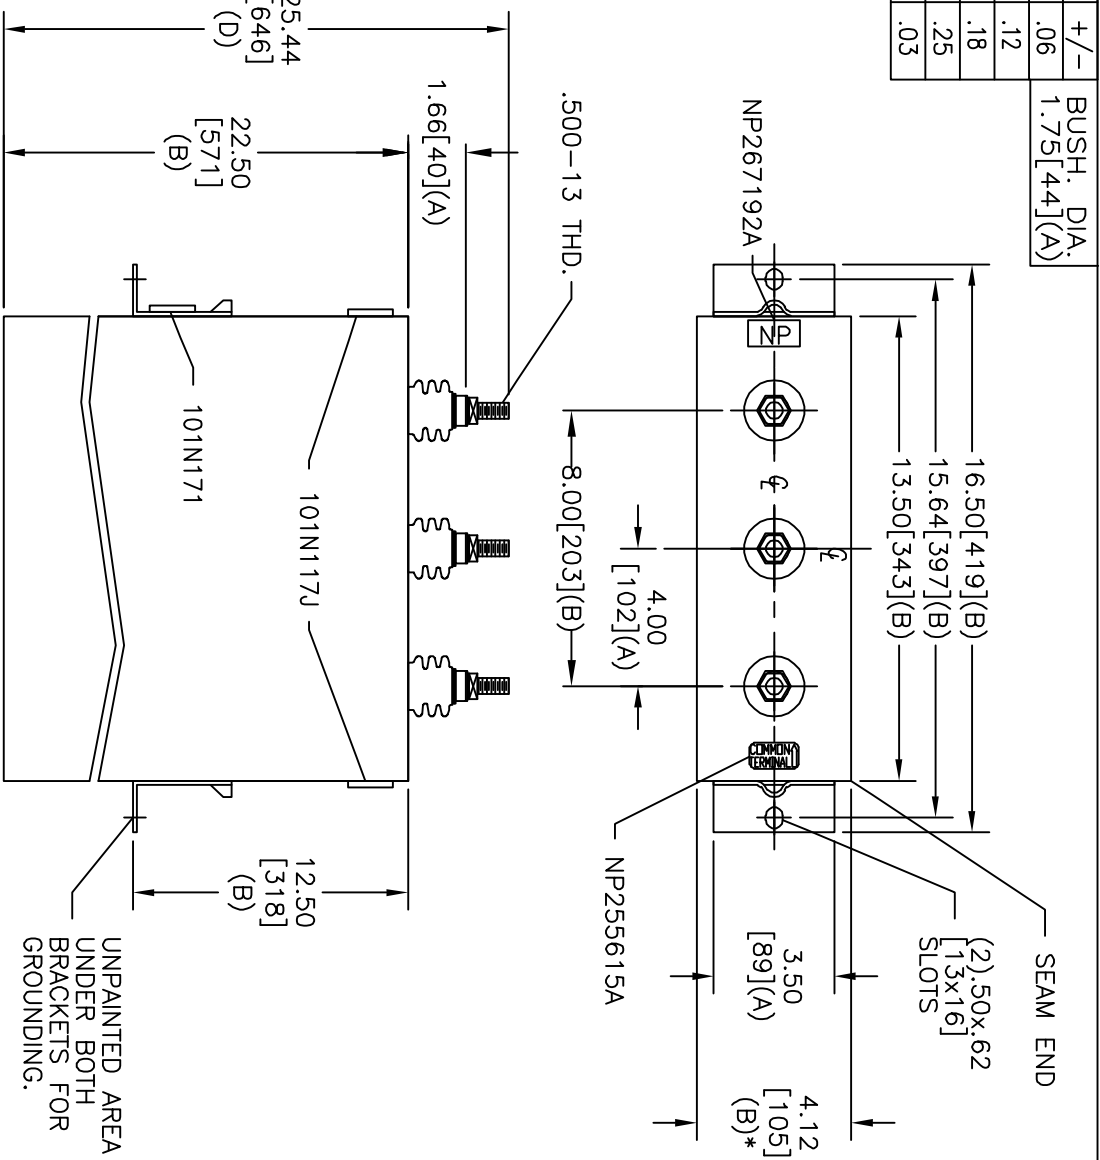 +/-
.06
.12
.18
.25
.03
BUSH. DIA.
1.75[44](A)
16.50[419](B)
15.64[397](B)
13.50[343](B)
SEAM END
(2).50x.62
[13x16]
SLOTS
NP267192A
NP
COMMON
TERMINAL
NP255615A
3.50
[89](A)
4.12
[105]
(B)*
4.00
[102](A)
8.00[203](B)
.500-13 THD.
1.66[40](A)
25.44
[646]
(D)
22.50
[571]
(B)
101N171
101N117J
12.50
[318]
(B)
UNPAINTED AREA
UNDER BOTH
BRACKETS FOR
GROUNDING.